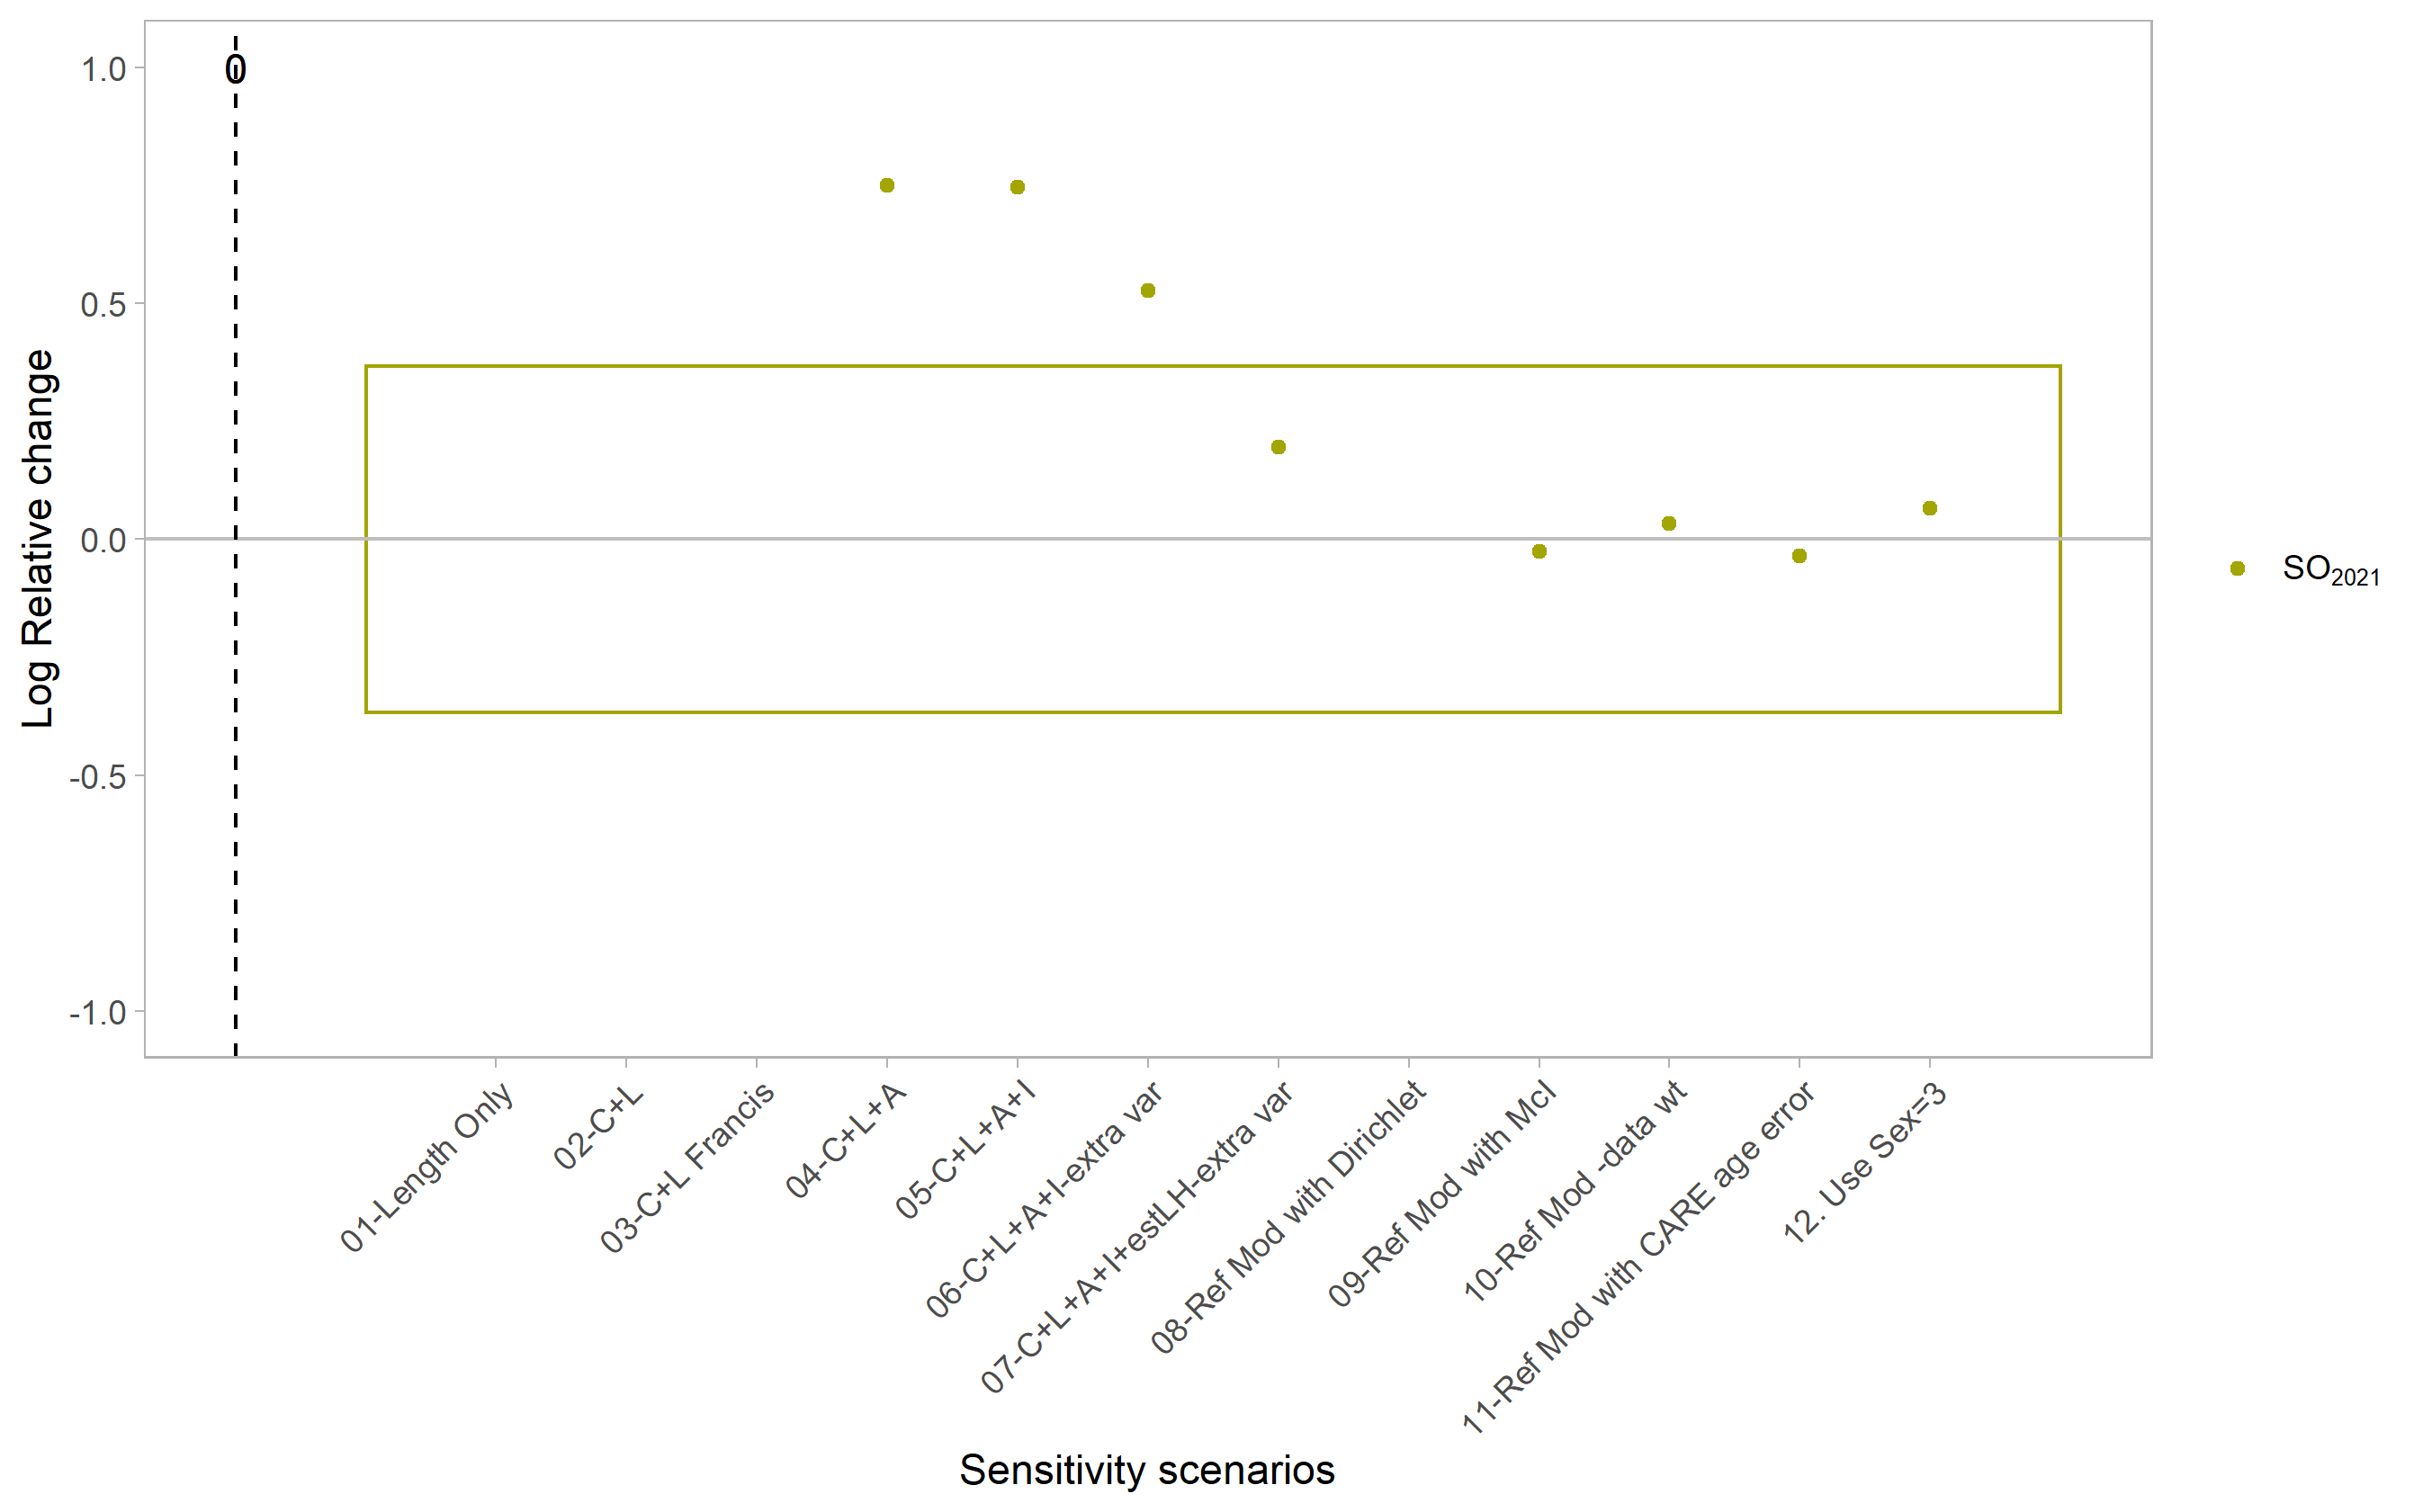 Log Relative change
1.0
0.5
0.0
-0.5
-1.0
0
SO2021
01-Length Only
02-C+L
03-C+L Francis
04-C+L+A
05-C+L+A+I
06-C+L+A+I-extra var
07-C+L+A+I+estLH-extra var
08-Ref Mod with Dirichlet
09-Ref Mod with McI
10-Ref Mod -data wt
11-Ref Mod with CARE age error
12. Use Sex=3
Sensitivity scenarios